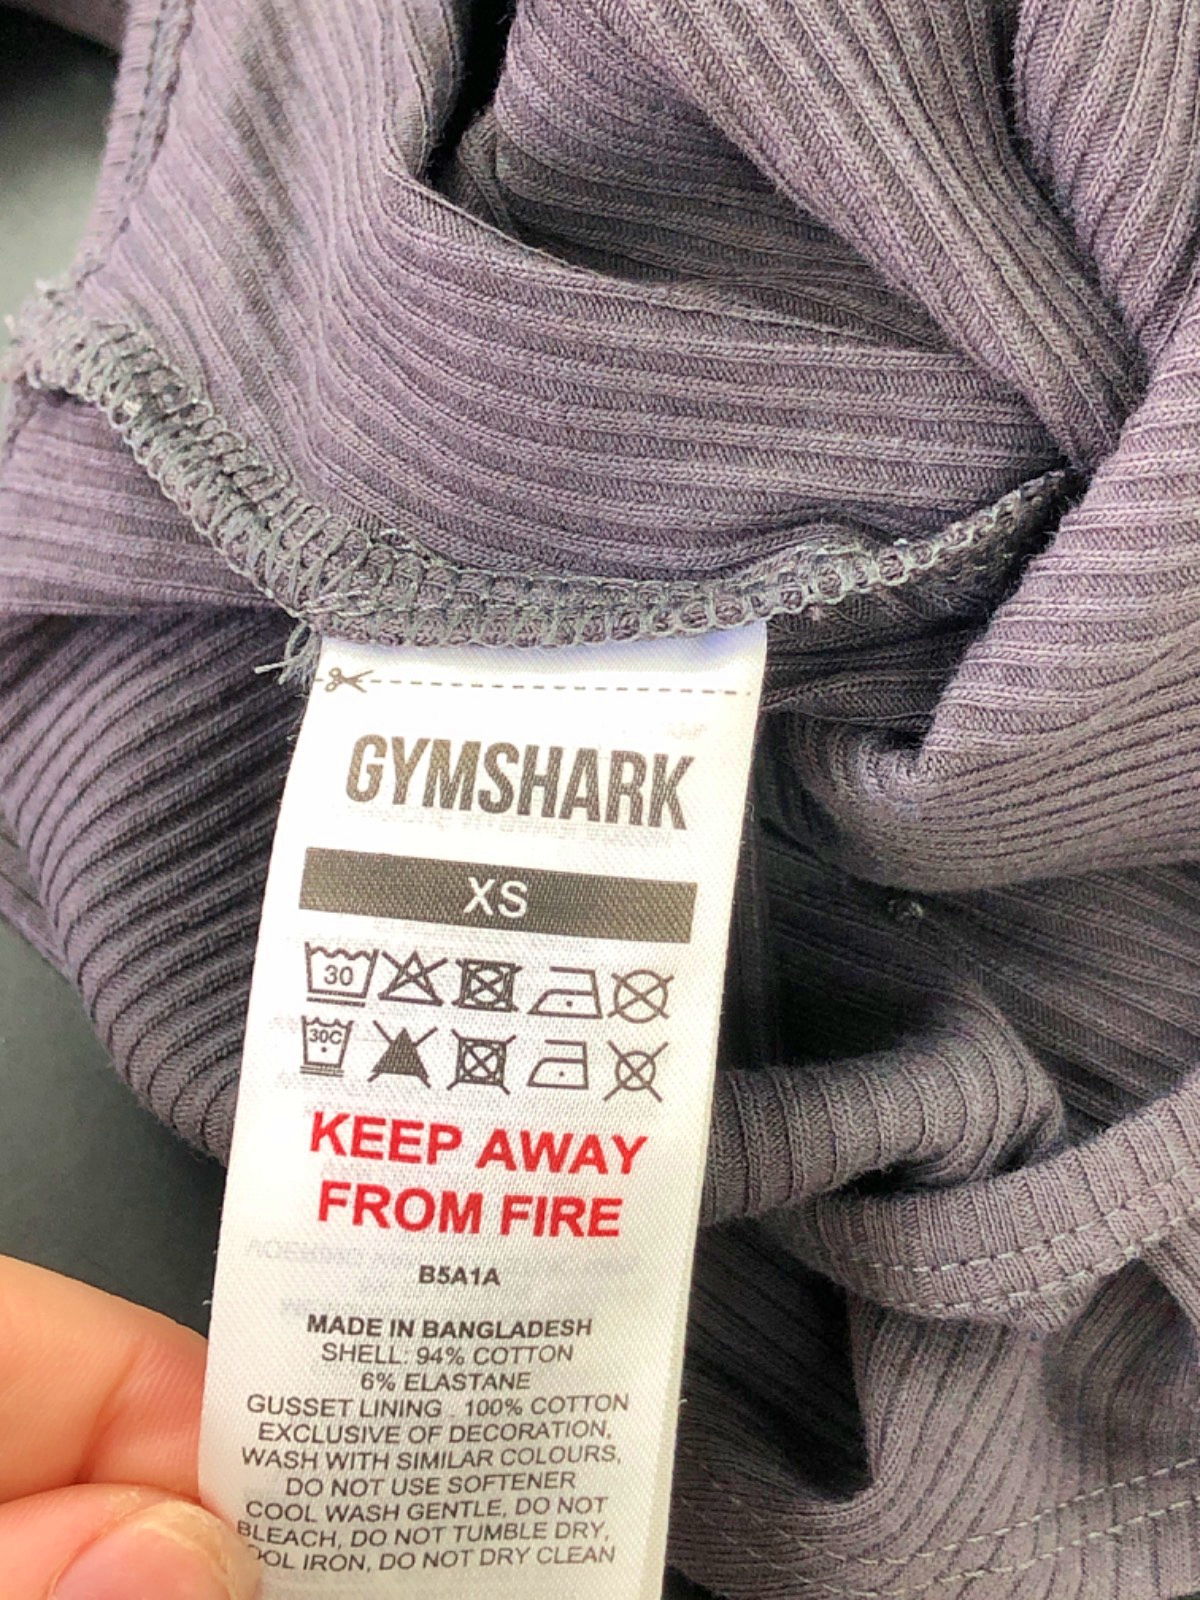 GYMSHARK
XS
30
30C
KEEP AWAY
FROM FIRE
B5A1A
MADE IN BANGLADESH
SHELL: 94% COTTON
6% ELASTANE
GUSSET LINING 100% COTTON
EXCLUSIVE OF DECORATION,
WASH WITH SIMILAR COLOURS,
DO NOT USE SOFTENER
COOL WASH GENTLE, DO NOT
BLEACH, DO NOT TUMBLE DRY,
OOL IRON, DO NOT DRY CLEAN